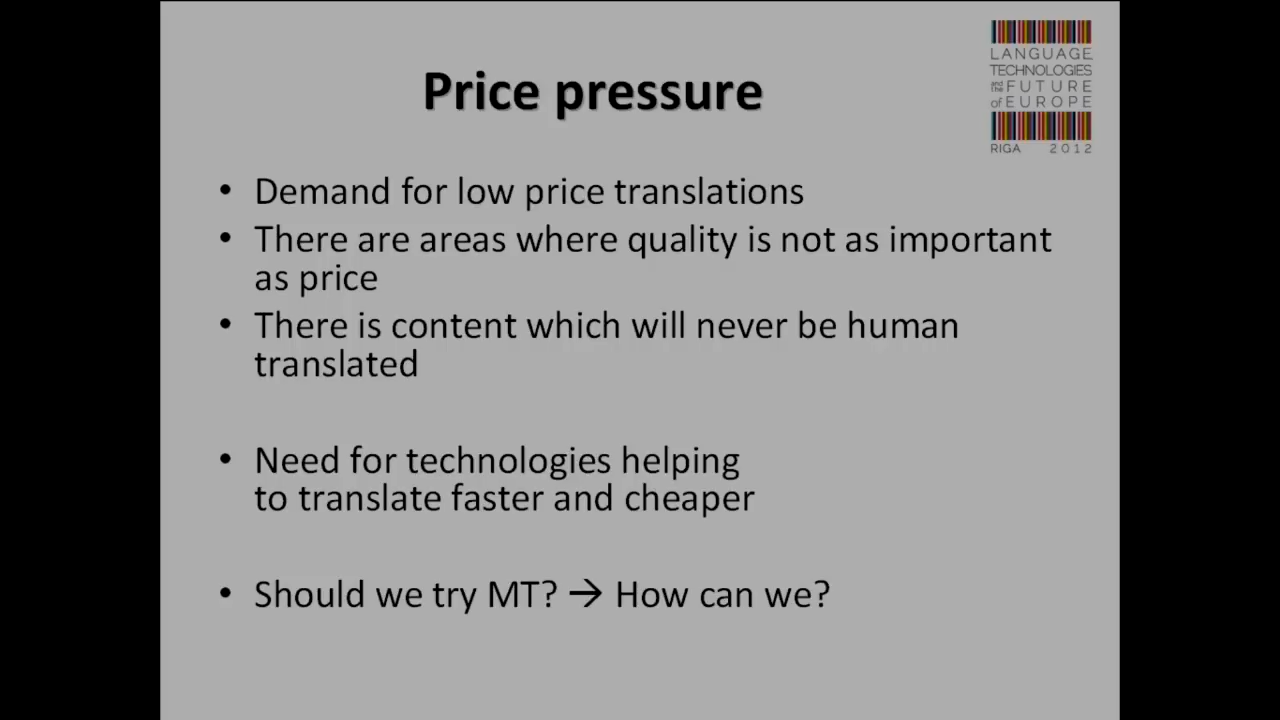 Price pressure
LANGUAGE
TECHNOLOGIES
and the FUTURE
of EUROPE
RIGA 2012
• Demand for low price translations
• There are areas where quality is not as important
as price
• There is content which will never be human
translated
• Need for technologies helping
to translate faster and cheaper
• Should we try MT? → How can we?